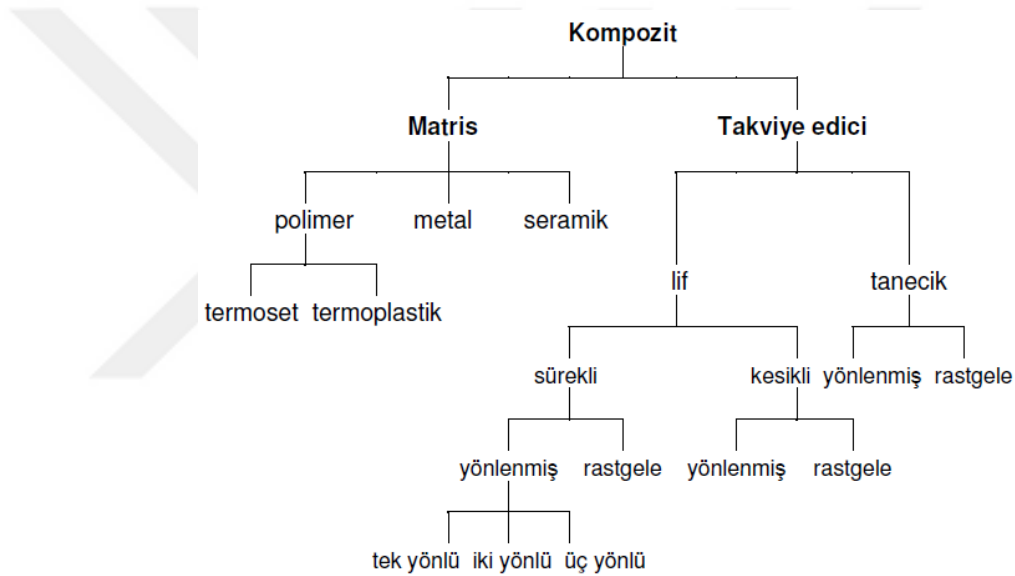 Kompozit
Matris Takviye edici
polimer metal seramik
lif tanecik
termoset termoplastik
sürekli kesikli yönlenmiş rastgele
yönlenmiş rastgele yönlenmiş rastgele
tek yönlü iki yönlü üç yönlü